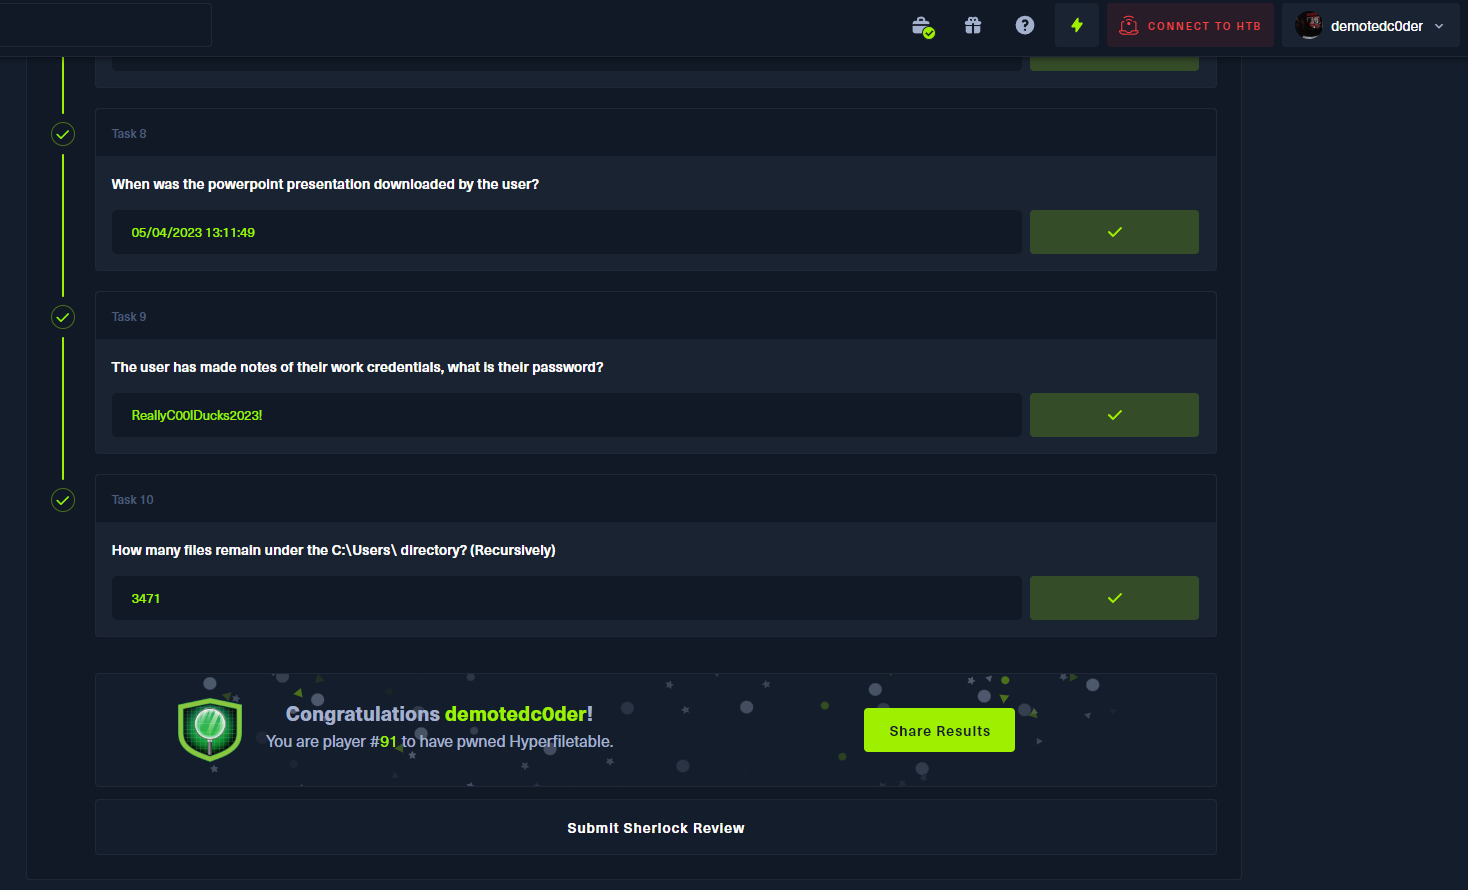 CONNECT TO HTB
demotedc0der
Task 8
When was the powerpoint presentation downloaded by the user?
05/04/2023 13:11:49
Task 9
The user has made notes of their work credentials, what is their password?
ReallyC00lDucks2023!
Task 10
How many files remain under the C:\Users\ directory? (Recursively)
3471
Congratulations demotedc0der!
You are player #91 to have pwned Hyperfiletable.
Share Results
Submit Sherlock Review